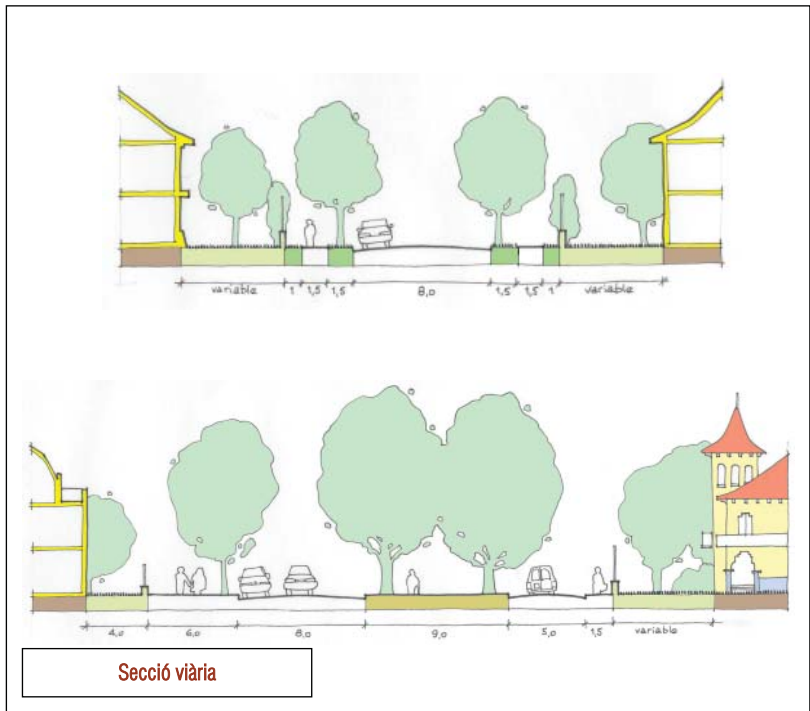 variable 1 1,5 1,5 8,0 1,5 1,5 1 variable
4,0 6,0 8,0 9,0 5,0 1,5 variable
Secció viària